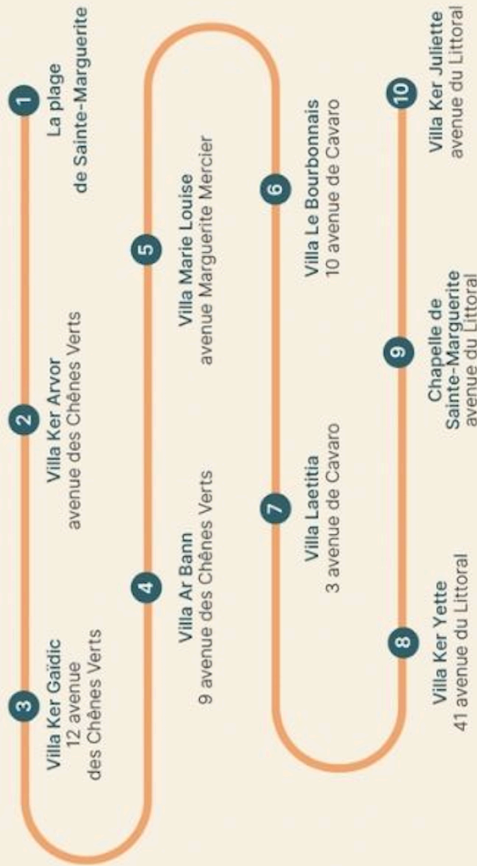 1
La plage
de Sainte-Marguerite
2
Villa Ker Arvor
avenue des Chênes Verts
3
Villa Ker Gaïdic
12 avenue
des Chênes Verts
4
Villa Ar Bann
9 avenue des Chênes Verts
5
Villa Marie Louise
avenue Marguerite Mercier
6
Villa Le Bourbonnais
10 avenue de Cavaro
7
Villa Laetitia
3 avenue de Cavaro
8
Villa Ker Yette
41 avenue du Littoral
9
Chapelle de
Sainte-Marguerite
avenue du Littoral
10
Villa Ker Juliette
avenue du Littoral